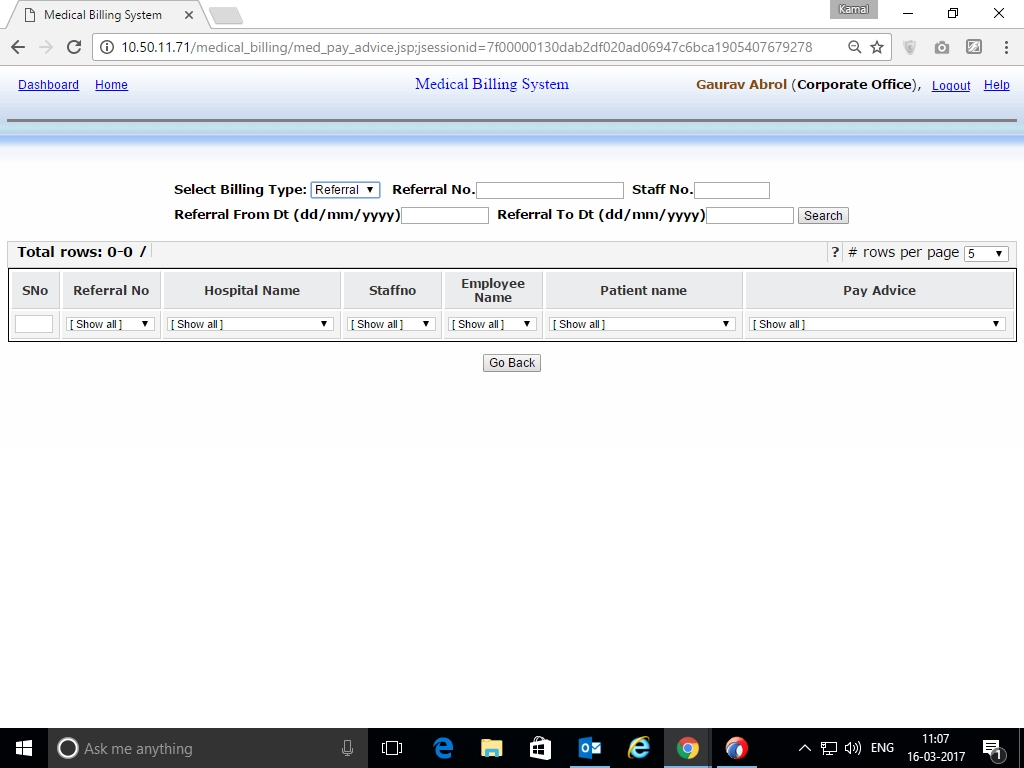 Medical Billing System
Kamal
10.50.11.71/medical_billing/med_pay_advice.jsp;jsessionid=7f00000130dab2df020ad06947c6bca1905407679278
Dashboard Home Medical Billing System Gaurav Abrol (Corporate Office), Logout Help
Select Billing Type: Referral Referral No. Staff No.
Referral From Dt (dd/mm/yyyy) Referral To Dt (dd/mm/yyyy) Search
Total rows: 0-0 / ? # rows per page 5
SNo Referral No Hospital Name Staffno Employee Name Patient name Pay Advice
[ Show all ] [ Show all ] [ Show all ] [ Show all ] [ Show all ] [ Show all ]
Go Back
Ask me anything
ENG
11:07
16-03-2017
1